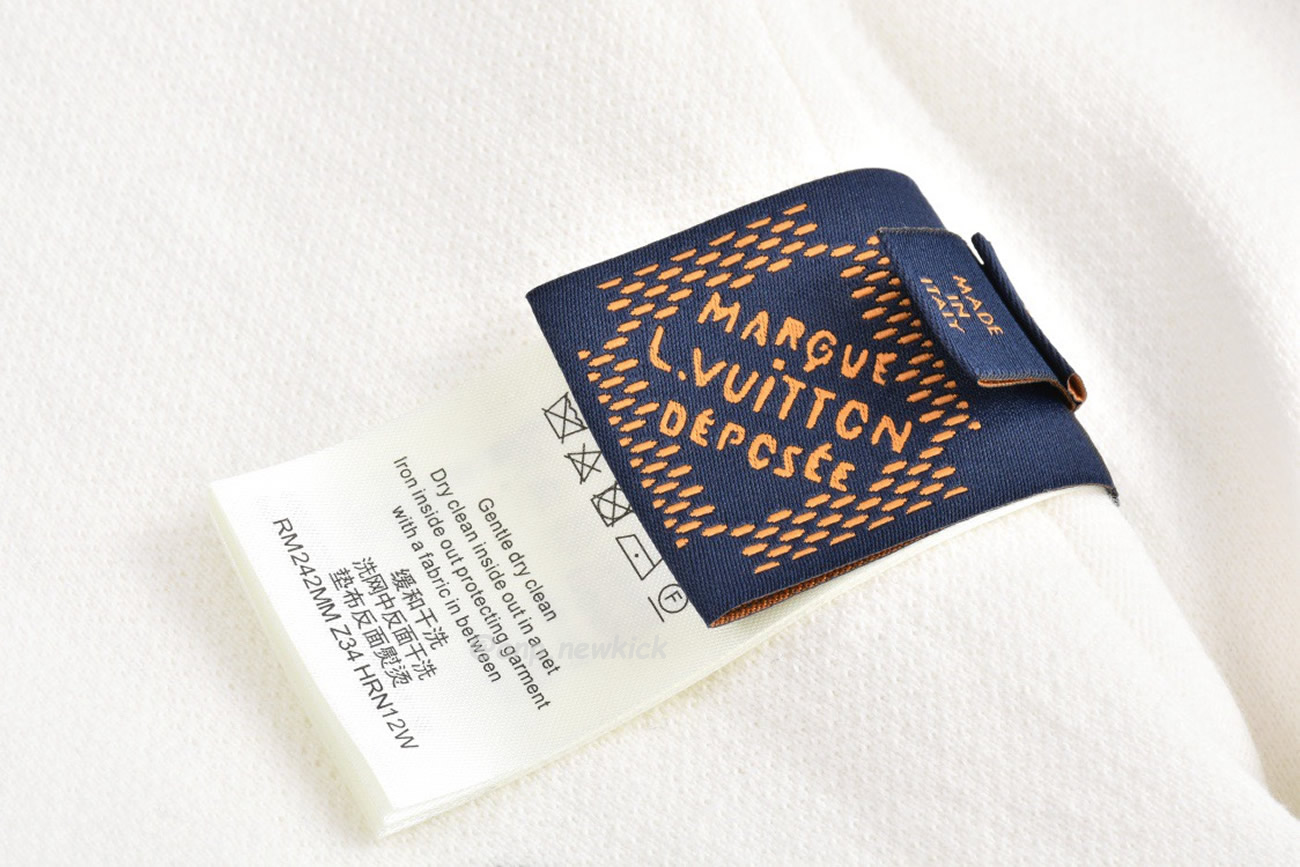 MARQUE
L.VUITTON
DÉPOSÉE
MADE
IN
ITALY
Gentle dry clean
Dry clean inside out in a net
Iron inside out protecting garment
with a fabric in between
缓和干洗
洗网中反面干洗
垫布反面熨烫
RM242MM Z34 HRN12W
F
newkick